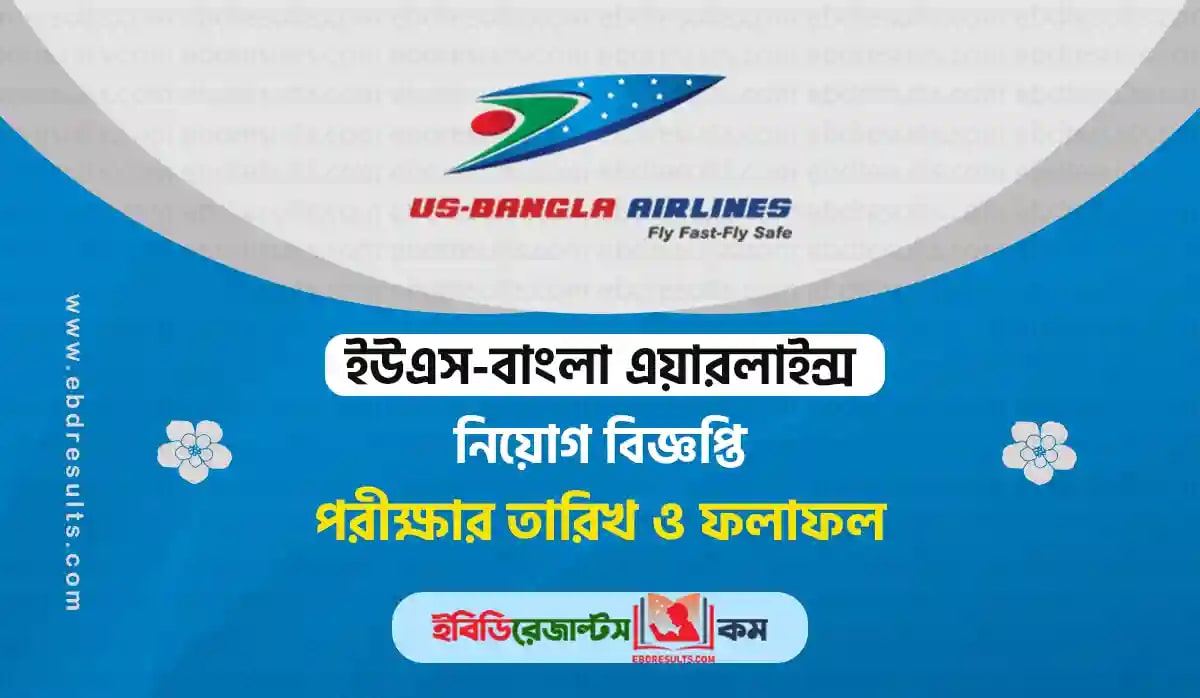 US-BANGLA AIRLINES
Fly Fast-Fly Safe
www.ebdresults.com
ইউএস-বাংলা এয়ারলাইন্স
নিয়োগ বিজ্ঞপ্তি
পরীক্ষার তারিখ ও ফলাফল
ইবিডিরেজাল্টস কম
EBDRESULTS.COM